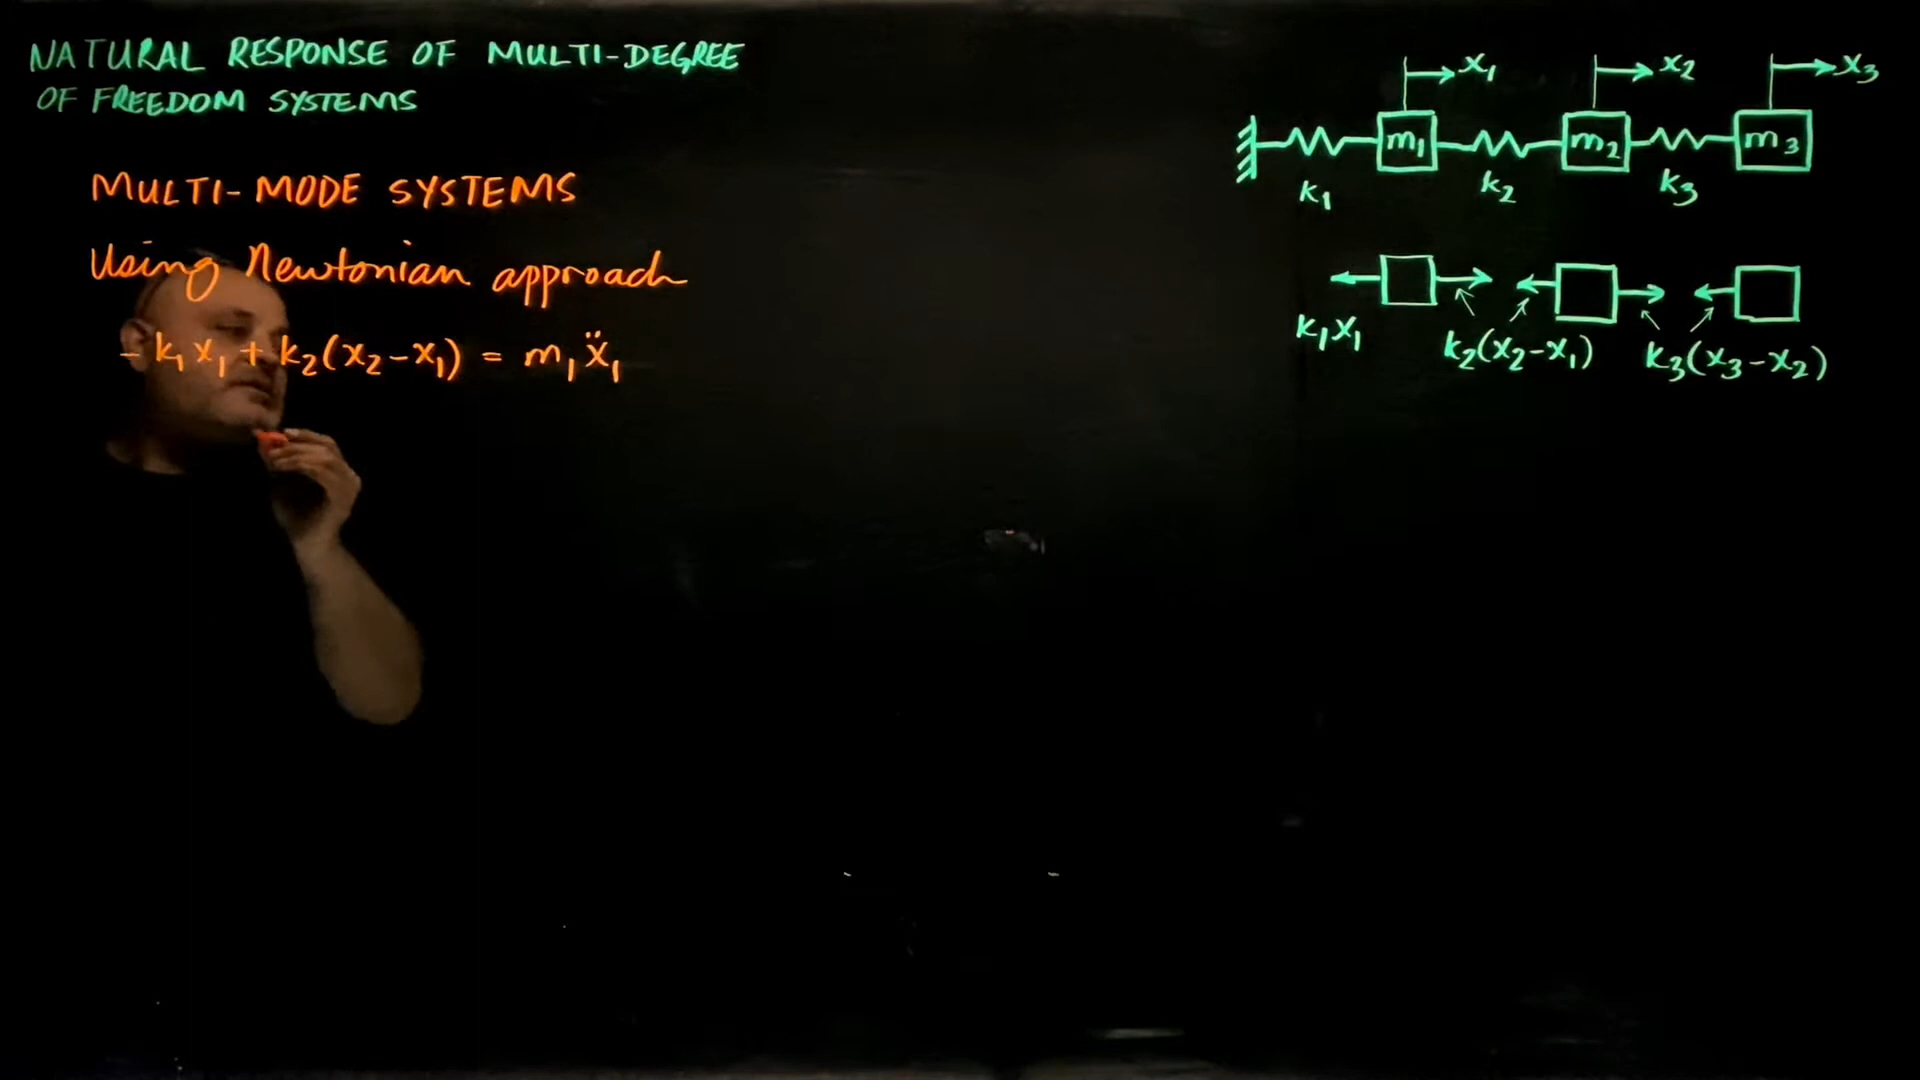 NATURAL RESPONSE OF MULTI-DEGREE
OF FREEDOM SYSTEMS
MULTI-MODE SYSTEMS
Using Newtonian approach
- k₁x₁ + k₂(x₂-x₁) = m₁ẍ₁
x₁ x₂ x₃
m₁ m₂ m₃
k₁ k₂ k₃
k₁x₁ k₂(x₂-x₁) k₃(x₃-x₂)